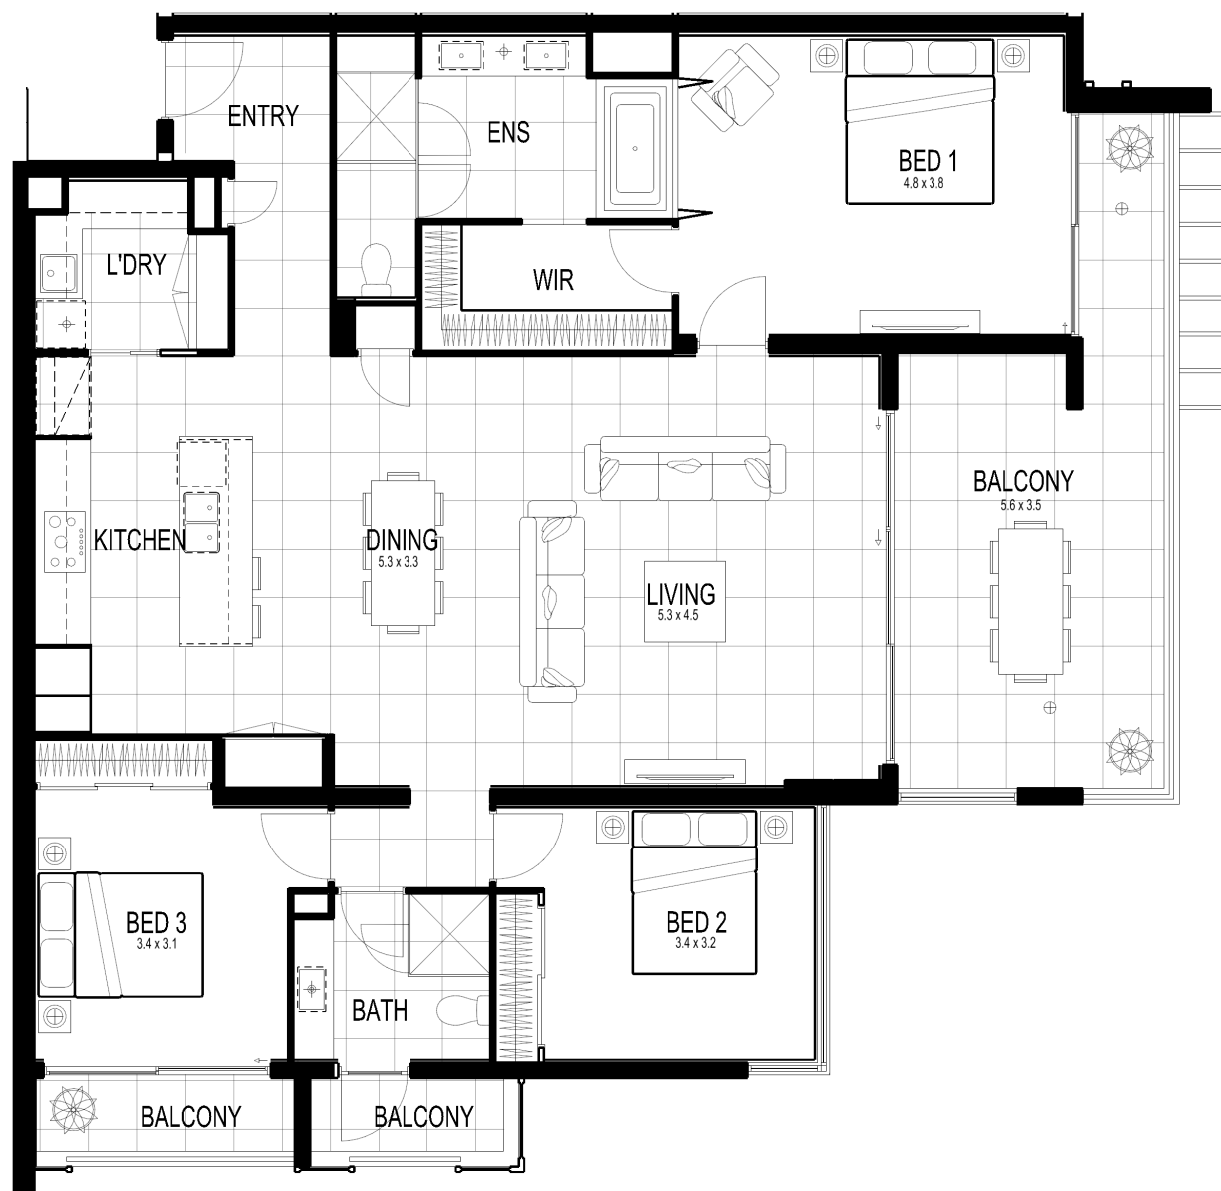 ENTRY
ENS
BED 1
4.8 x 3.8
L'DRY
WIR
BALCONY
5.6 x 3.5
KITCHEN
DINING
5.3 x 3.3
LIVING
5.3 x 4.5
BED 3
3.4 x 3.1
BED 2
3.4 x 3.2
BATH
BALCONY
BALCONY